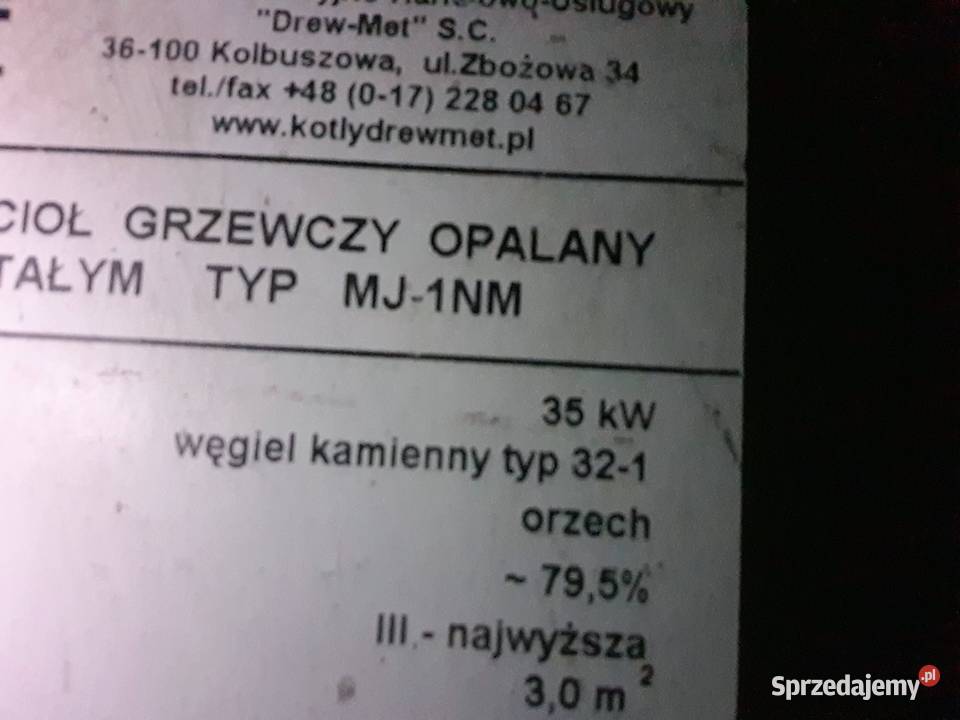 "Drew-Met" S.C.
36-100 Kolbuszowa, ul.Zbożowa 34
tel./fax +48 (0-17) 228 04 67
www.kotlydrewmet.pl
CIOŁ GRZEWCZY OPALANY
TAŁYM TYP MJ-1NM
35 kW
węgiel kamienny typ 32-1
orzech
~ 79,5%
III.- najwyższa
3,0 m²
Sprzedajemy.pl